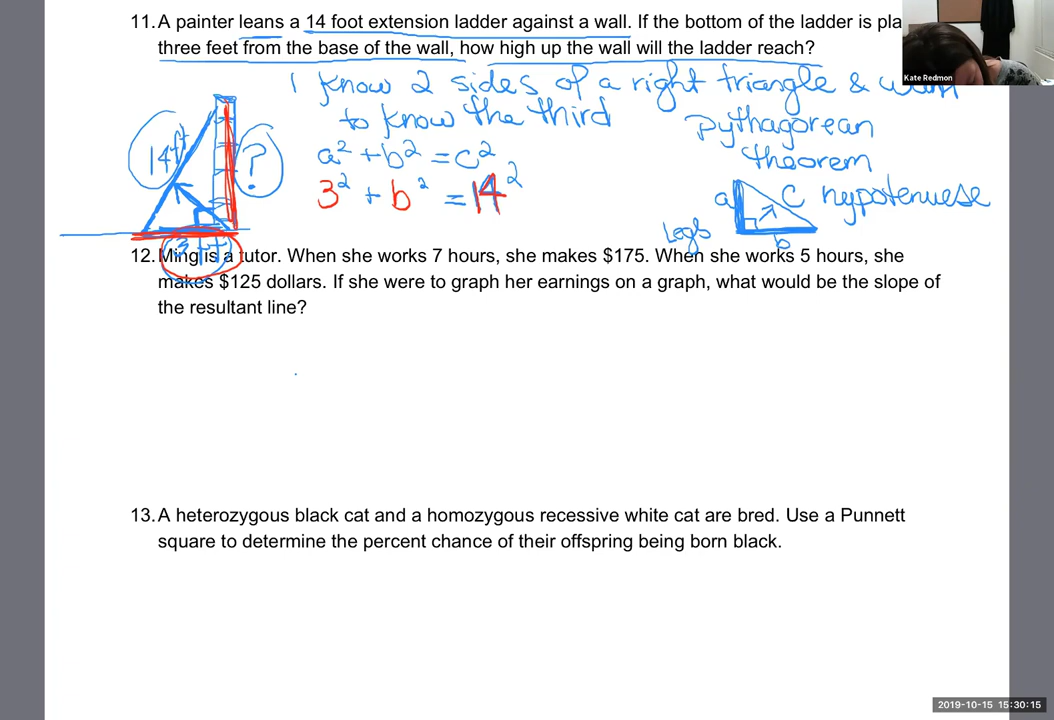 11. A painter leans a 14 foot extension ladder against a wall. If the bottom of the ladder is pla
three feet from the base of the wall, how high up the wall will the ladder reach?
Kate Redmon
I know 2 sides of a right triangle & want
to know the third
pythagorean
theorem
14ft
?
a² + b² = c²
3² + b² = 14²
a
c hypotenuese
Legs
b
3 ft
12. Ming is a tutor. When she works 7 hours, she makes $175. When she works 5 hours, she
makes $125 dollars. If she were to graph her earnings on a graph, what would be the slope of
the resultant line?
13. A heterozygous black cat and a homozygous recessive white cat are bred. Use a Punnett
square to determine the percent chance of their offspring being born black.
2019-10-15 15:30:15